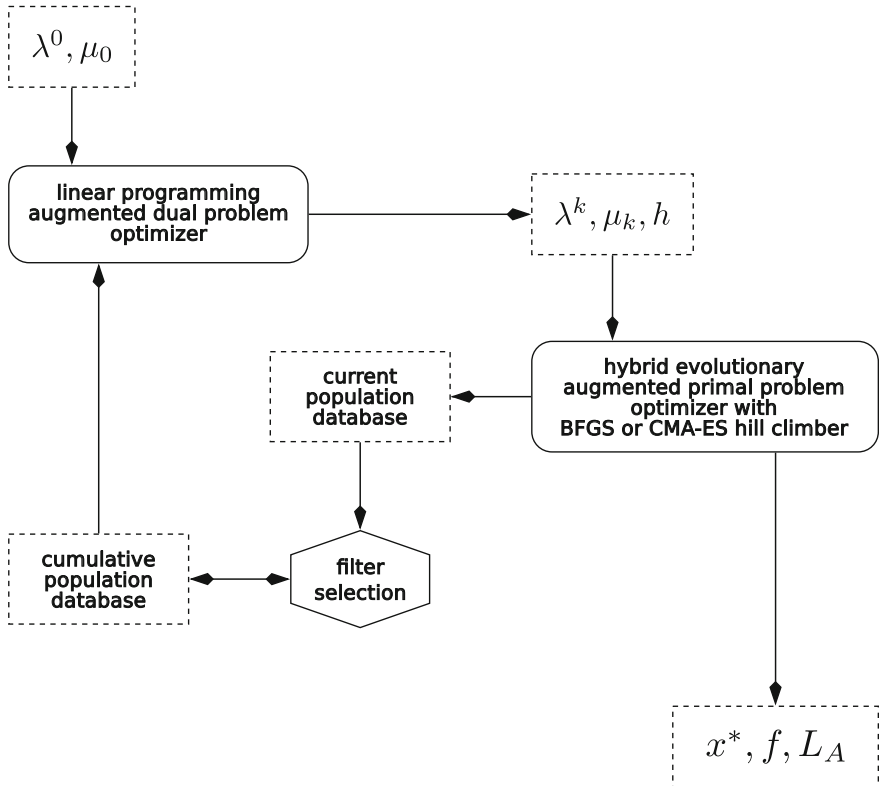 λ⁰, μ₀
linear programming
augmented dual problem
optimizer
λᵏ, μₖ, h
hybrid evolutionary
augmented primal problem
optimizer with
BFGS or CMA-ES hill climber
current
population
database
cumulative
population
database
filter
selection
x*, f, L_A